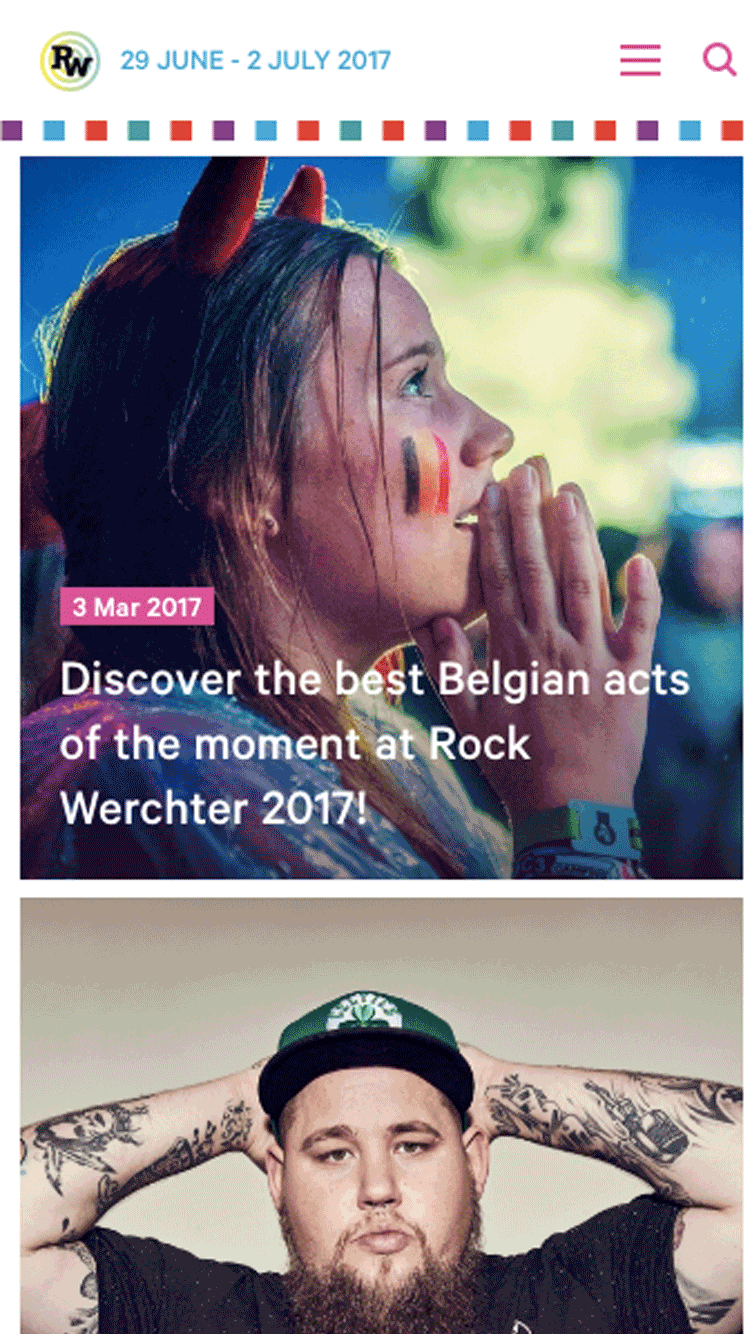 RW
29 JUNE - 2 JULY 2017
3 Mar 2017
Discover the best Belgian acts
of the moment at Rock
Werchter 2017!